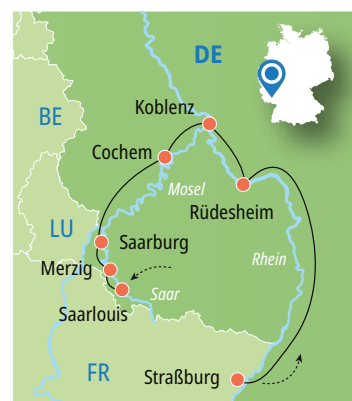 DE
Koblenz
BE
Cochem
Mosel
Rüdesheim
LU
Saarburg
Rhein
Merzig
Saar
Saarlouis
FR
Straßburg